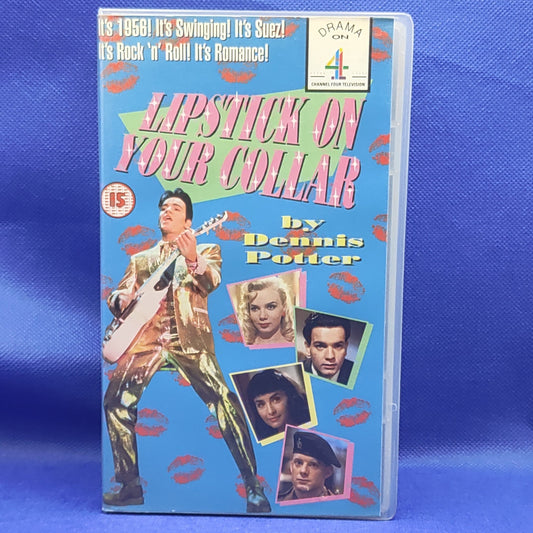 It's 1956! It's Swinging! It's Suez!
It's Rock 'n' Roll! It's Romance!
DRAMA
ON
4
CHANNEL FOUR TELEVISION
LIPSTICK ON
YOUR COLLAR
15
by
Dennis
Potter